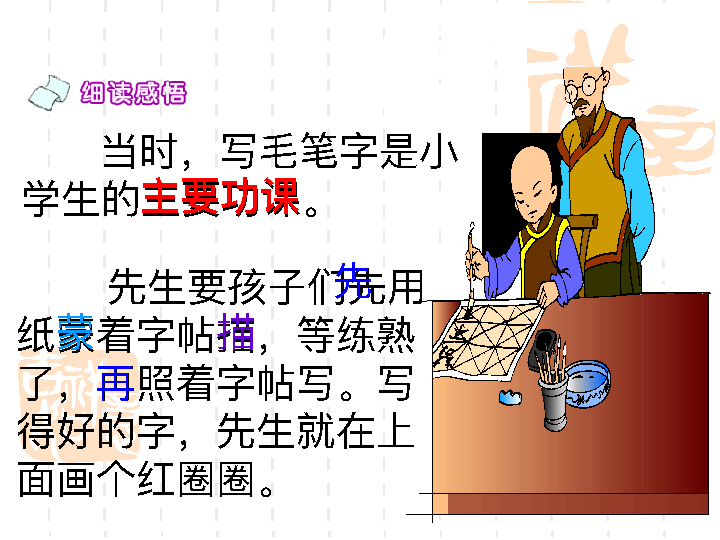 细读感悟
当时，写毛笔字是小
学生的主要功课。
先生要孩子们先用
纸蒙着字帖描，等练熟
了，再照着字帖写。写
得好的字，先生就在上
面画个红圈圈。